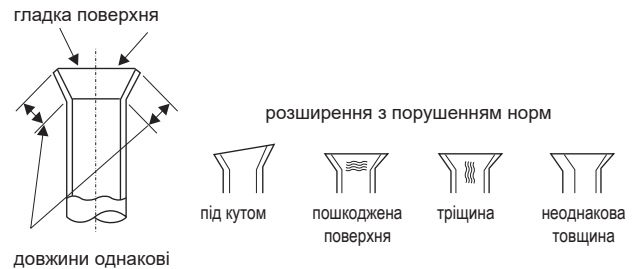 гладка поверхня
розширення з порушенням норм
під кутом
пошкоджена
поверхня
тріщина
неоднакова
товщина
довжини однакові